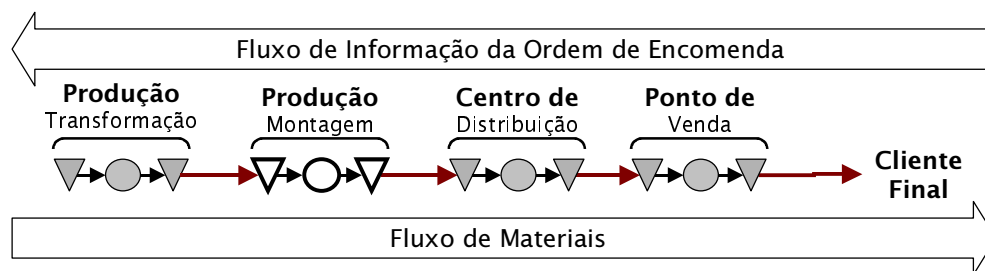 Fluxo de Informação da Ordem de Encomenda
Produção
Transformação
Produção
Montagem
Centro de
Distribuição
Ponto de
Venda
Cliente
Final
Fluxo de Materiais